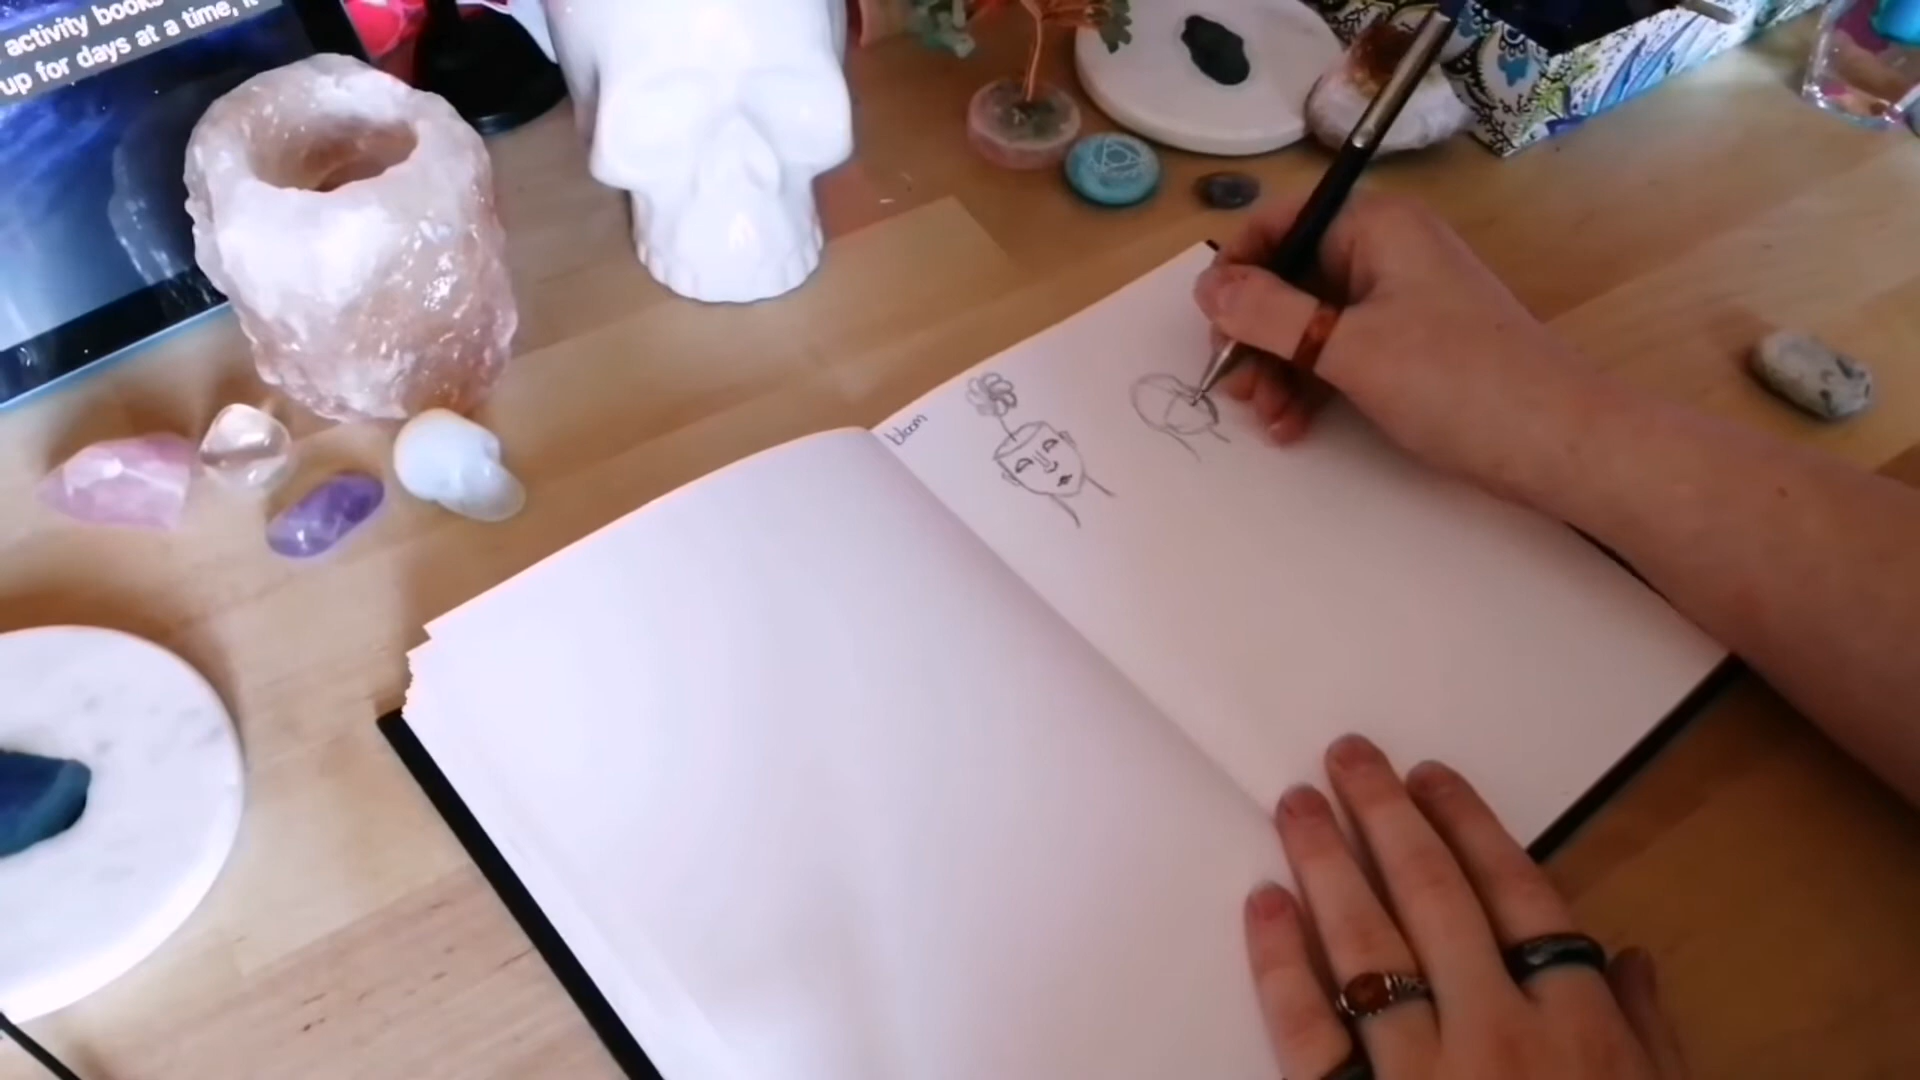 activity books
up for days at a time, it
bloom